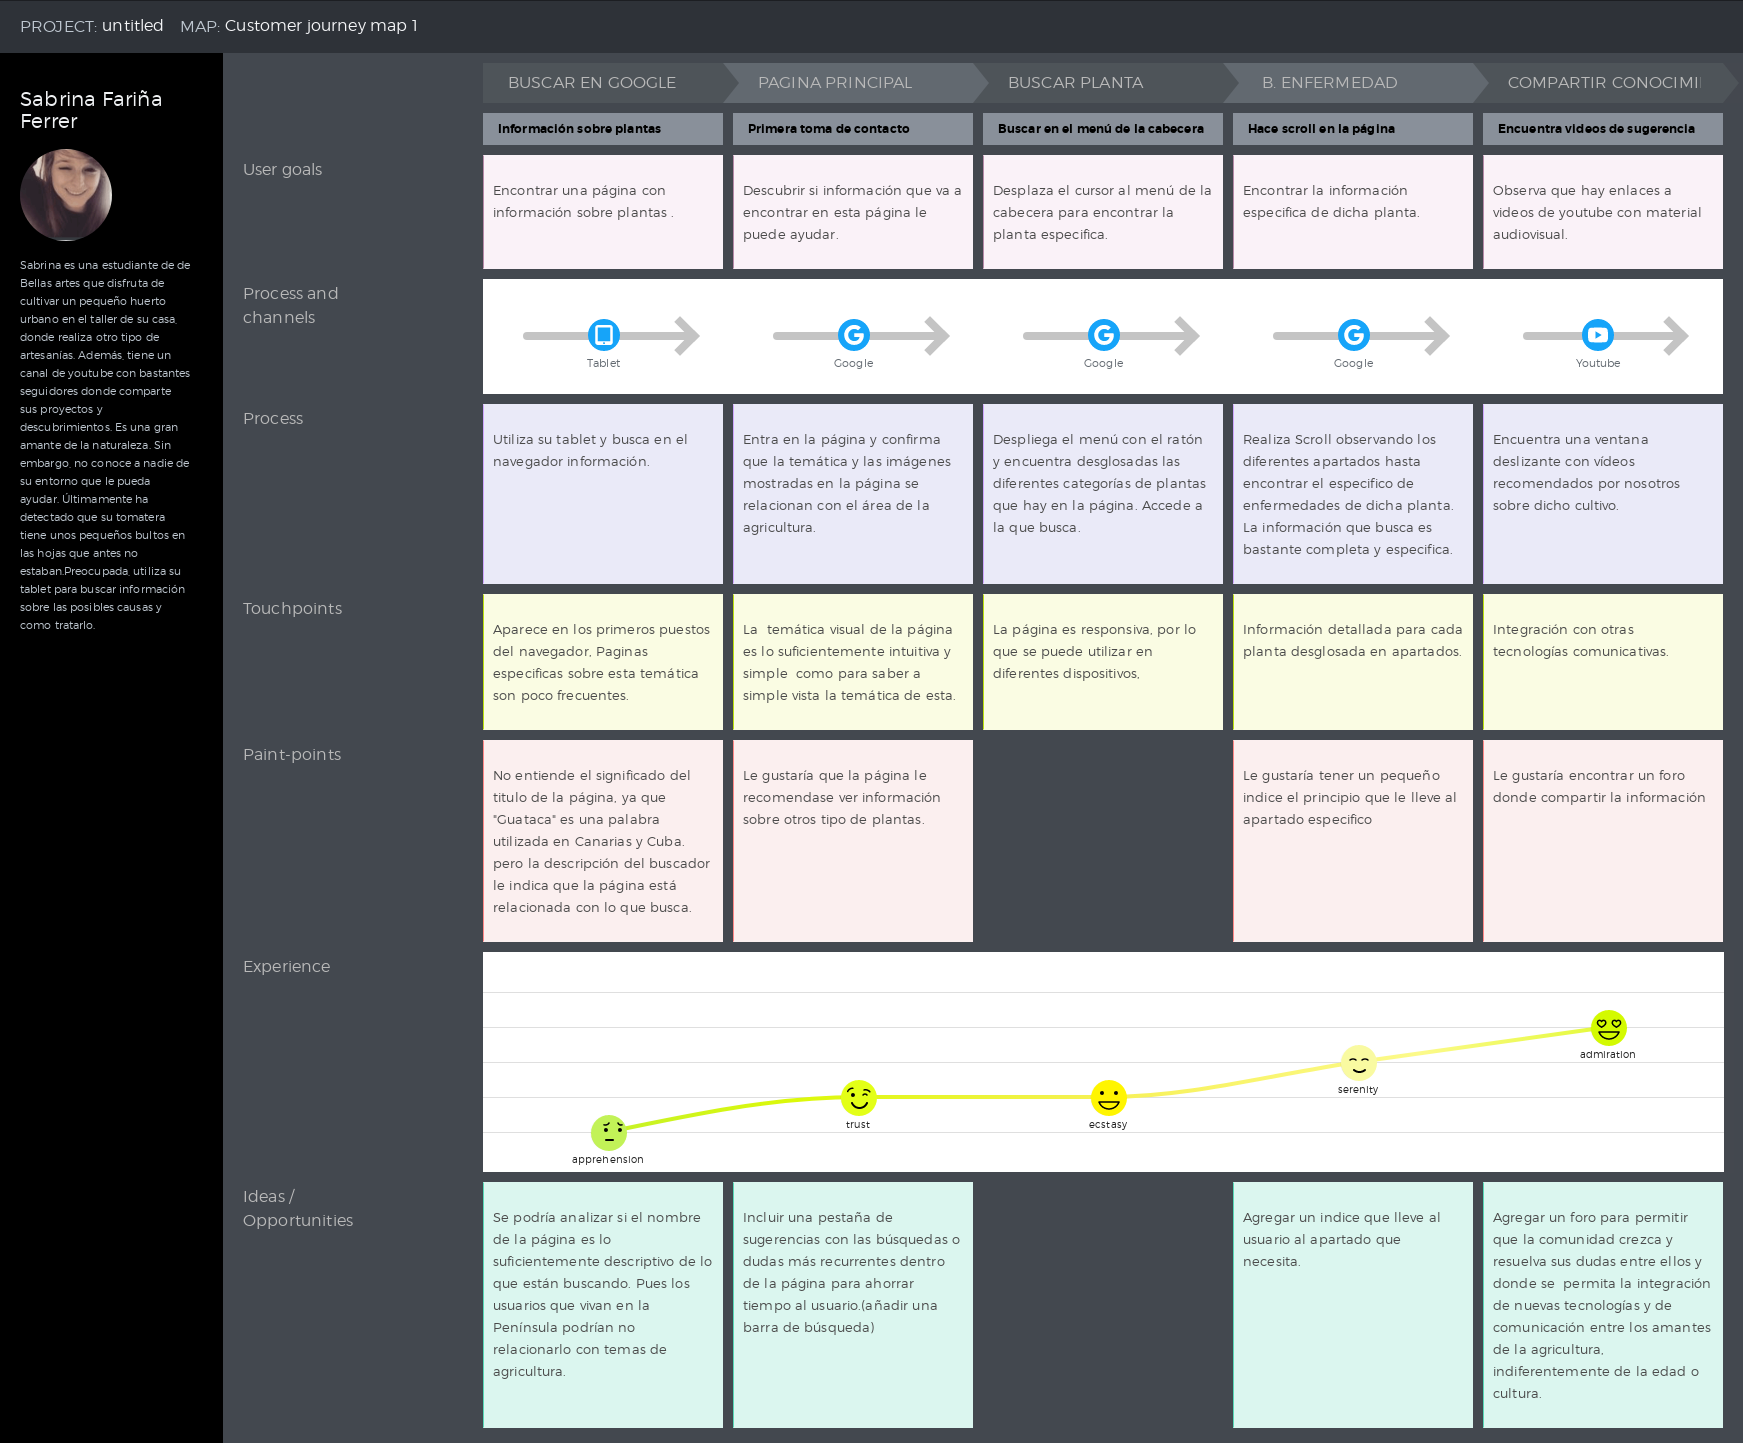 PROJECT: untitled MAP: Customer journey map 1
Sabrina Fariña
Ferrer
Sabrina es una estudiante de de
Bellas artes que disfruta de
cultivar un pequeño huerto
urbano en el taller de su casa,
donde realiza otro tipo de
artesanías. Además, tiene un
canal de youtube con bastantes
seguidores donde comparte
sus proyectos y
descubrimientos. Es una gran
amante de la naturaleza. Sin
embargo, no conoce a nadie de
su entorno que le pueda
ayudar. Últimamente ha
detectado que su tomatera
tiene unos pequeños bultos en
las hojas que antes no
estaban.Preocupada, utiliza su
tablet para buscar información
sobre las posibles causas y
como tratarlo.
BUSCAR EN GOOGLE
PAGINA PRINCIPAL
BUSCAR PLANTA
B. ENFERMEDAD
COMPARTIR CONOCIMI
Información sobre plantas
Primera toma de contacto
Buscar en el menú de la cabecera
Hace scroll en la página
Encuentra videos de sugerencia
User goals
Encontrar una página con
información sobre plantas .
Descubrir si información que va a
encontrar en esta página le
puede ayudar.
Desplaza el cursor al menú de la
cabecera para encontrar la
planta especifica.
Encontrar la información
especifica de dicha planta.
Observa que hay enlaces a
videos de youtube con material
audiovisual.
Process and
channels
Tablet
Google
Google
Google
Youtube
Process
Utiliza su tablet y busca en el
navegador información.
Entra en la página y confirma
que la temática y las imágenes
mostradas en la página se
relacionan con el área de la
agricultura.
Despliega el menú con el ratón
y encuentra desglosadas las
diferentes categorías de plantas
que hay en la página. Accede a
la que busca.
Realiza Scroll observando los
diferentes apartados hasta
encontrar el especifico de
enfermedades de dicha planta.
La información que busca es
bastante completa y especifica.
Encuentra una ventana
deslizante con vídeos
recomendados por nosotros
sobre dicho cultivo.
Touchpoints
Aparece en los primeros puestos
del navegador, Paginas
especificas sobre esta temática
son poco frecuentes.
La  temática visual de la página
es lo suficientemente intuitiva y
simple  como para saber a
simple vista la temática de esta.
La página es responsiva, por lo
que se puede utilizar en
diferentes dispositivos,
Información detallada para cada
planta desglosada en apartados.
Integración con otras
tecnologías comunicativas.
Paint-points
No entiende el significado del
titulo de la página, ya que
"Guataca" es una palabra
utilizada en Canarias y Cuba.
pero la descripción del buscador
le indica que la página está
relacionada con lo que busca.
Le gustaría que la página le
recomendase ver información
sobre otros tipo de plantas.
Le gustaría tener un pequeño
indice el principio que le lleve al
apartado especifico
Le gustaría encontrar un foro
donde compartir la información
Experience
apprehension
trust
ecstasy
serenity
admiration
Ideas /
Opportunities
Se podría analizar si el nombre
de la página es lo
suficientemente descriptivo de lo
que están buscando. Pues los
usuarios que vivan en la
Península podrían no
relacionarlo con temas de
agricultura.
Incluir una pestaña de
sugerencias con las búsquedas o
dudas más recurrentes dentro
de la página para ahorrar
tiempo al usuario.(añadir una
barra de búsqueda)
Agregar un indice que lleve al
usuario al apartado que
necesita.
Agregar un foro para permitir
que la comunidad crezca y
resuelva sus dudas entre ellos y
donde se  permita la integración
de nuevas tecnologías y de
comunicación entre los amantes
de la agricultura,
indiferentemente de la edad o
cultura.